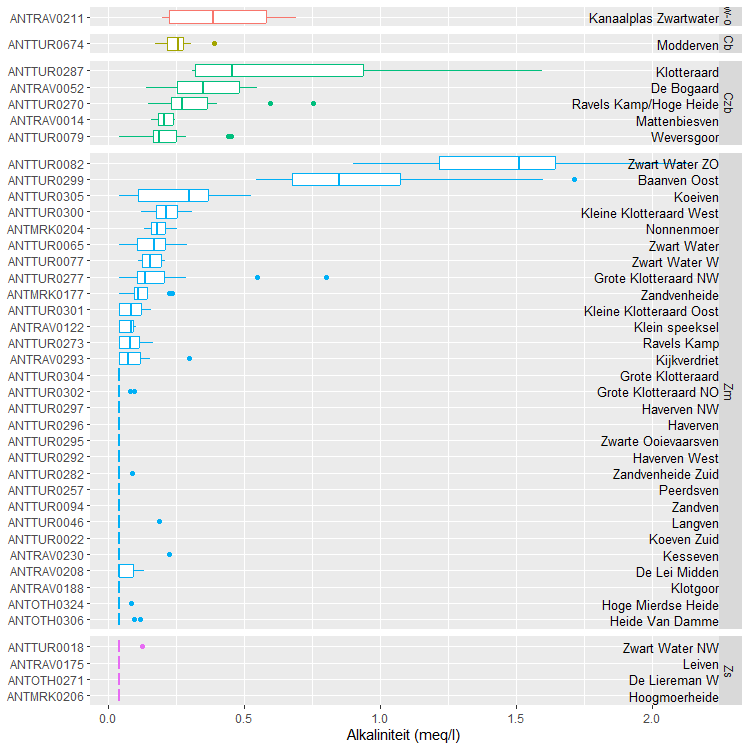 ANTRAV0211 Kanaalplas Zwartwater
ANTTUR0674 Modderven Cb
ANTTUR0287 Klotteraard
ANTRAV0052 De Bogaard
ANTTUR0270 Ravels Kamp/Hoge Heide Czb
ANTRAV0014 Mattenbiesven
ANTTUR0079 Weversgoor
ANTTUR0082 Zwart Water ZO
ANTTUR0299 Baanven Oost
ANTTUR0305 Koeiven
ANTTUR0300 Kleine Klotteraard West
ANTMRK0204 Nonnenmoer
ANTTUR0065 Zwart Water
ANTTUR0077 Zwart Water W
ANTTUR0277 Grote Klotteraard NW
ANTMRK0177 Zandvenheide
ANTTUR0301 Kleine Klotteraard Oost
ANTRAV0122 Klein speeksel
ANTTUR0273 Ravels Kamp
ANTRAV0293 Kijkverdriet
ANTTUR0304 Grote Klotteraard
ANTTUR0302 Grote Klotteraard NO Zm
ANTTUR0297 Haverven NW
ANTTUR0296 Haverven
ANTTUR0295 Zwarte Ooievaarsven
ANTTUR0292 Haverven West
ANTTUR0282 Zandvenheide Zuid
ANTTUR0257 Peerdsven
ANTTUR0094 Zandven
ANTTUR0046 Langven
ANTTUR0022 Koeven Zuid
ANTRAV0230 Kesseven
ANTRAV0208 De Lei Midden
ANTRAV0188 Klotgoor
ANTOTH0324 Hoge Mierdse Heide
ANTOTH0306 Heide Van Damme
ANTTUR0018 Zwart Water NW
ANTRAV0175 Leiven Zs
ANTOTH0271 De Liereman W
ANTMRK0206 Hoogmoerheide
0.0 0.5 1.0 1.5 2.0
Alkaliniteit (meq/l)